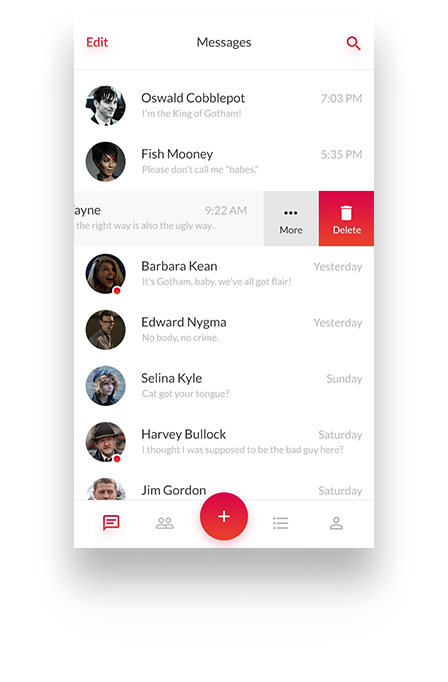 Edit Messages
Oswald Cobblepot 7:03 PM
I'm the King of Gotham!
Fish Mooney 5:35 PM
Please don't call me "babes."
ayne 9:22 AM
the right way is also the ugly way..
More Delete
Barbara Kean Yesterday
It's Gotham, baby, we've all got flair!
Edward Nygma Yesterday
No body, no crime.
Selina Kyle Sunday
Cat got your tongue?
Harvey Bullock Saturday
I thought I was supposed to be the bad guy here?
Jim Gordon Saturday